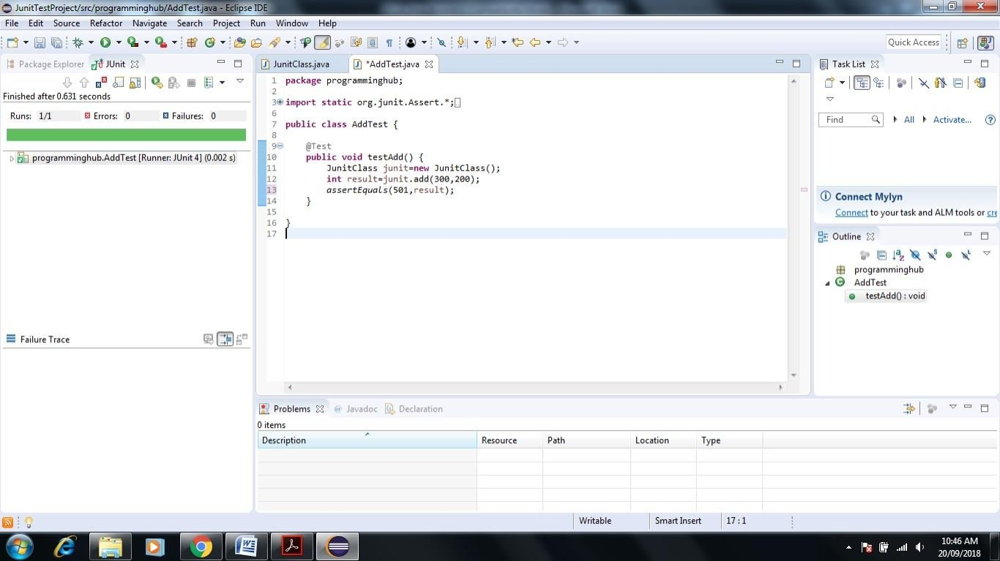 JunitTestProject/src/programminghub/AddTest.java - Eclipse IDE
File Edit Source Refactor Navigate Search Project Run Window Help
Quick Access
Package Explorer JUnit
Finished after 0.631 seconds
Runs: 1/1 Errors: 0 Failures: 0
programminghub.AddTest [Runner: JUnit 4] (0.002 s)
Failure Trace
JunitClass.java *AddTest.java
1 package programminghub;
2
3 import static org.junit.Assert.*;
6
7 public class AddTest {
8
9 @Test
10 public void testAdd() {
11 JunitClass junit=new JunitClass();
12 int result=junit.add(300,200);
13 assertEquals(501,result);
14 }
15
16 }
17
Task List
Find All Activate...
Connect Mylyn
Connect to your task and ALM tools or cre
Outline
programminghub
AddTest
testAdd() : void
Problems @ Javadoc Declaration
0 items
Description Resource Path Location Type
Writable Smart Insert 17 : 1
10:46 AM
20/09/2018